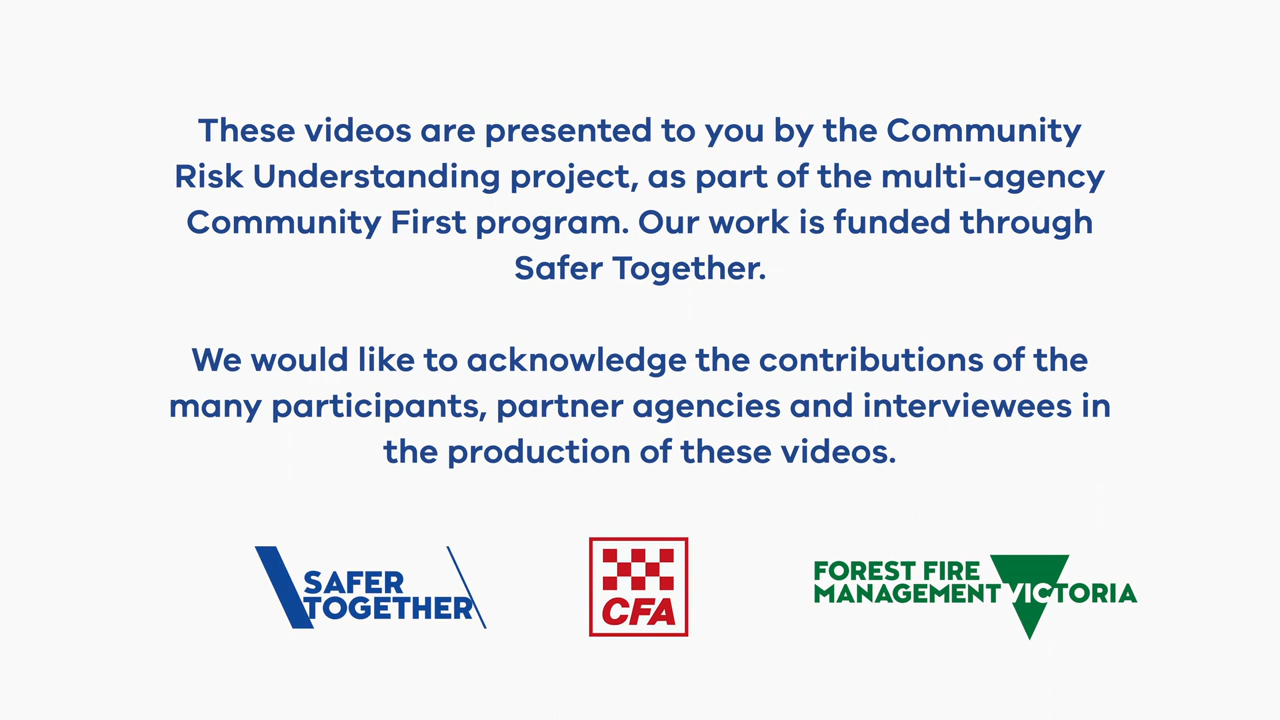 These videos are presented to you by the Community
Risk Understanding project, as part of the multi-agency
Community First program. Our work is funded through
Safer Together.
We would like to acknowledge the contributions of the
many participants, partner agencies and interviewees in
the production of these videos.
SAFER
TOGETHER
CFA
FOREST FIRE
MANAGEMENT VICTORIA